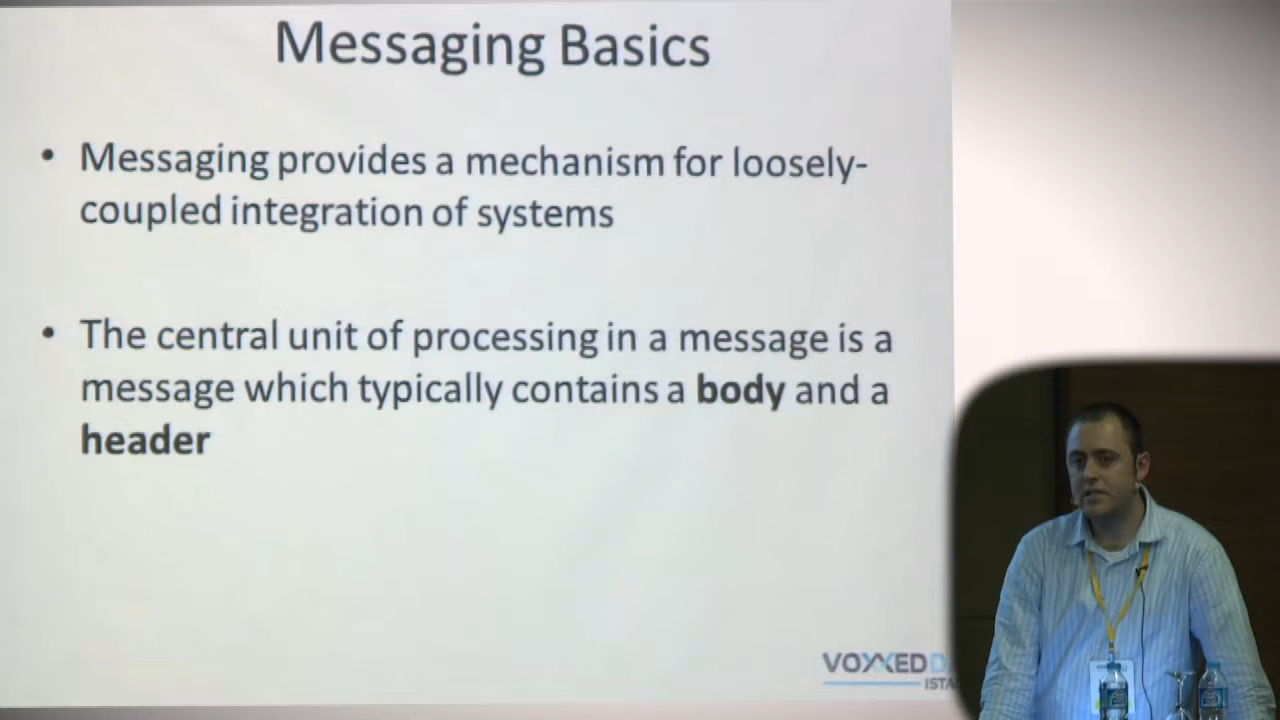 Messaging Basics
• Messaging provides a mechanism for loosely-
coupled integration of systems
• The central unit of processing in a message is a
message which typically contains a body and a
header
VOXXED D
ISTA